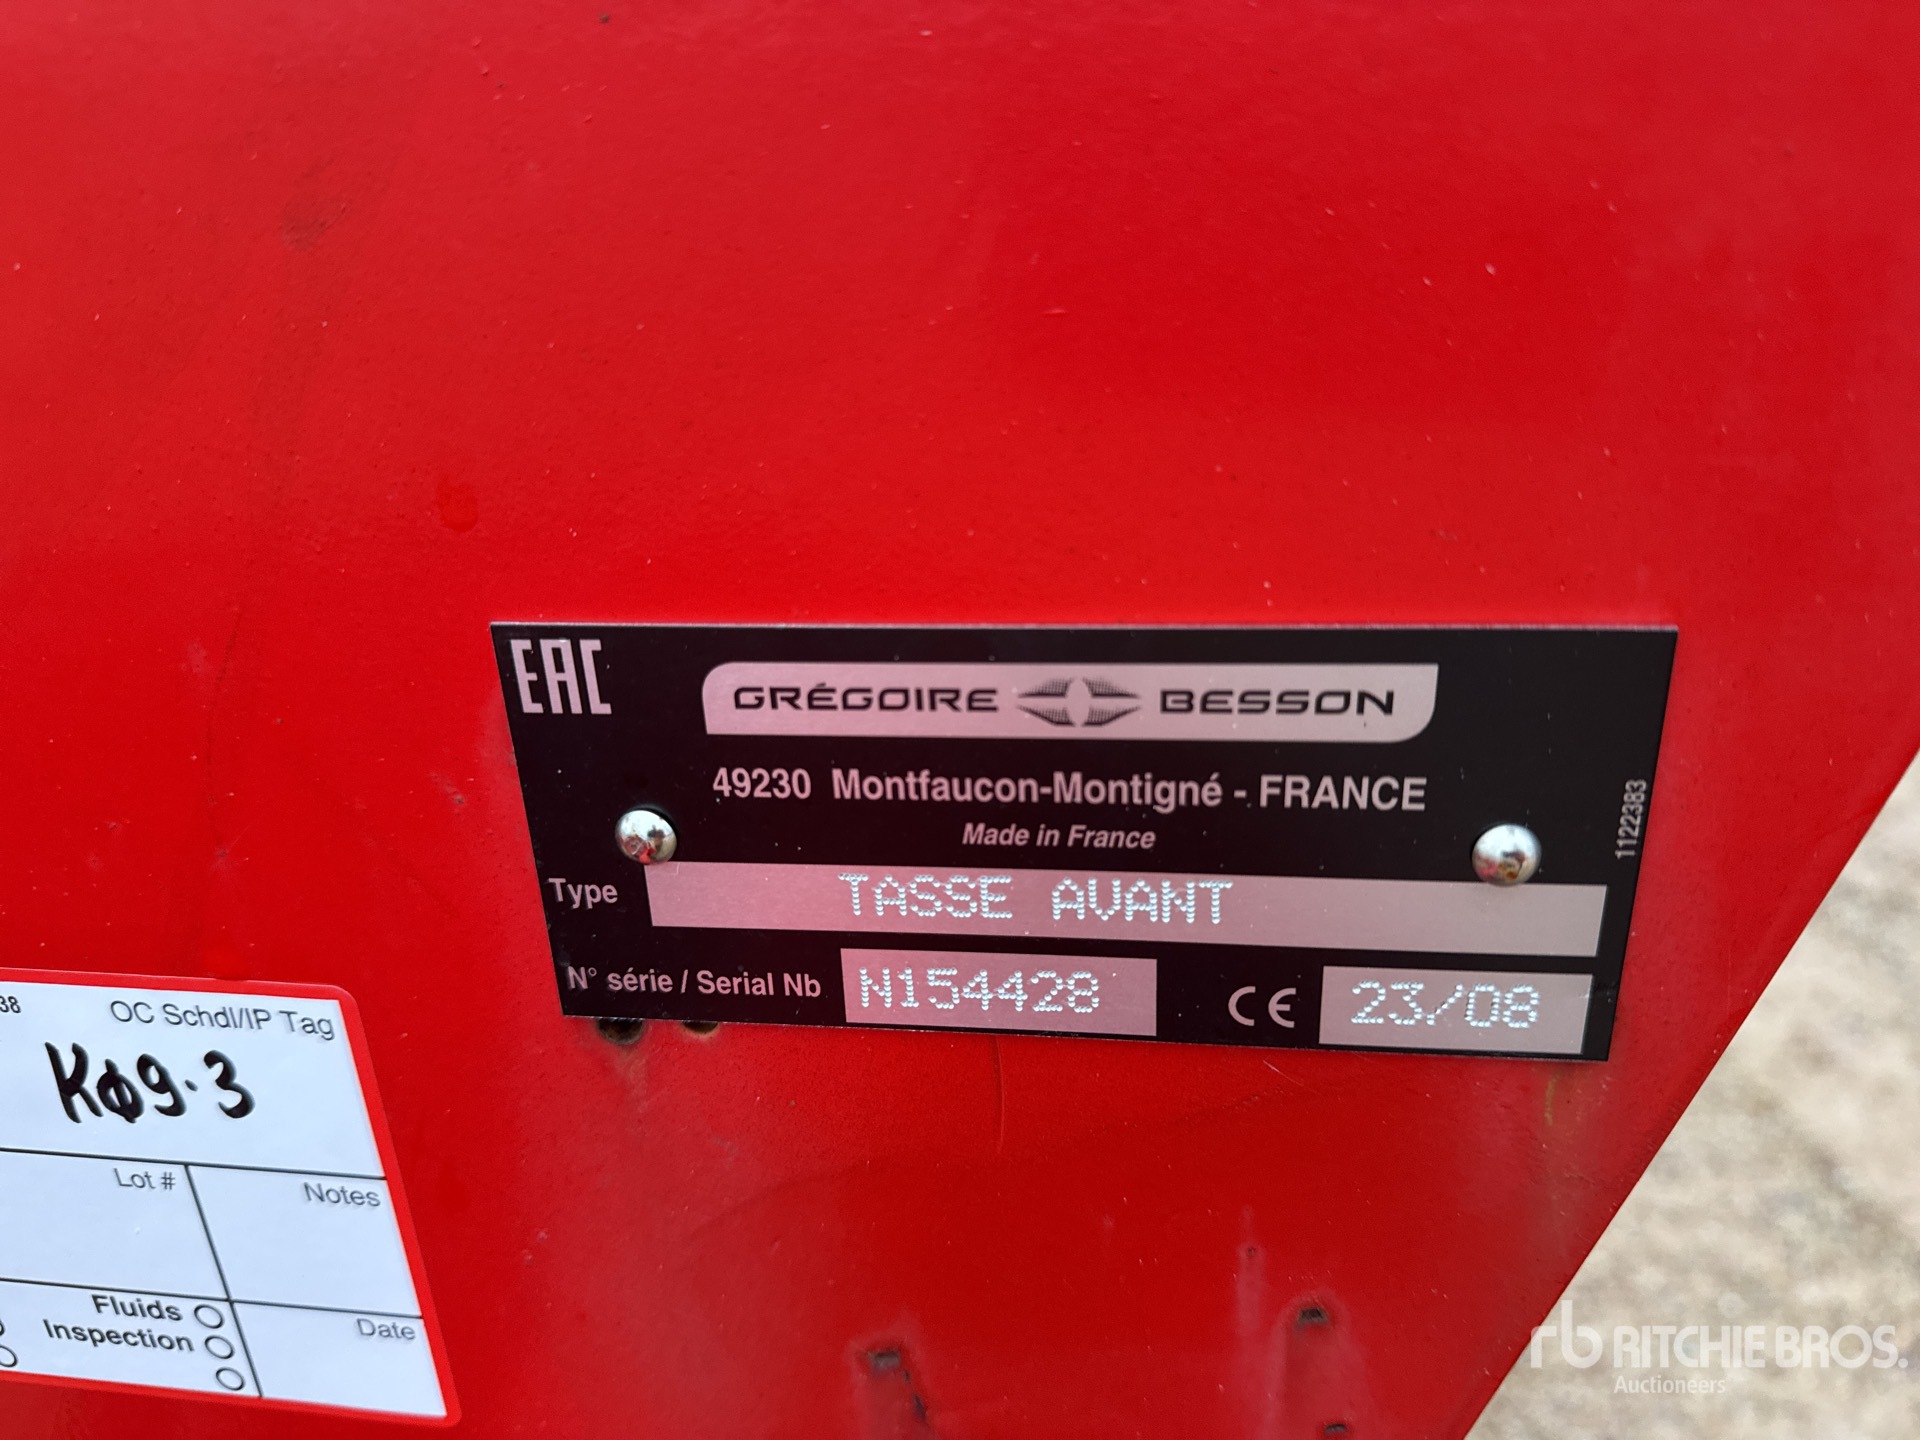 EAC
GRÉGOIRE BESSON
49230 Montfaucon-Montigné - FRANCE
Made in France
1122383
Type TASSE AVANT
N° série / Serial Nb N154428 CE 23/08
38 OC Schdl/IP Tag
KØ9.3
Lot # Notes
Fluids
Inspection
Date
rb RITCHIE BROS.
Auctioneers